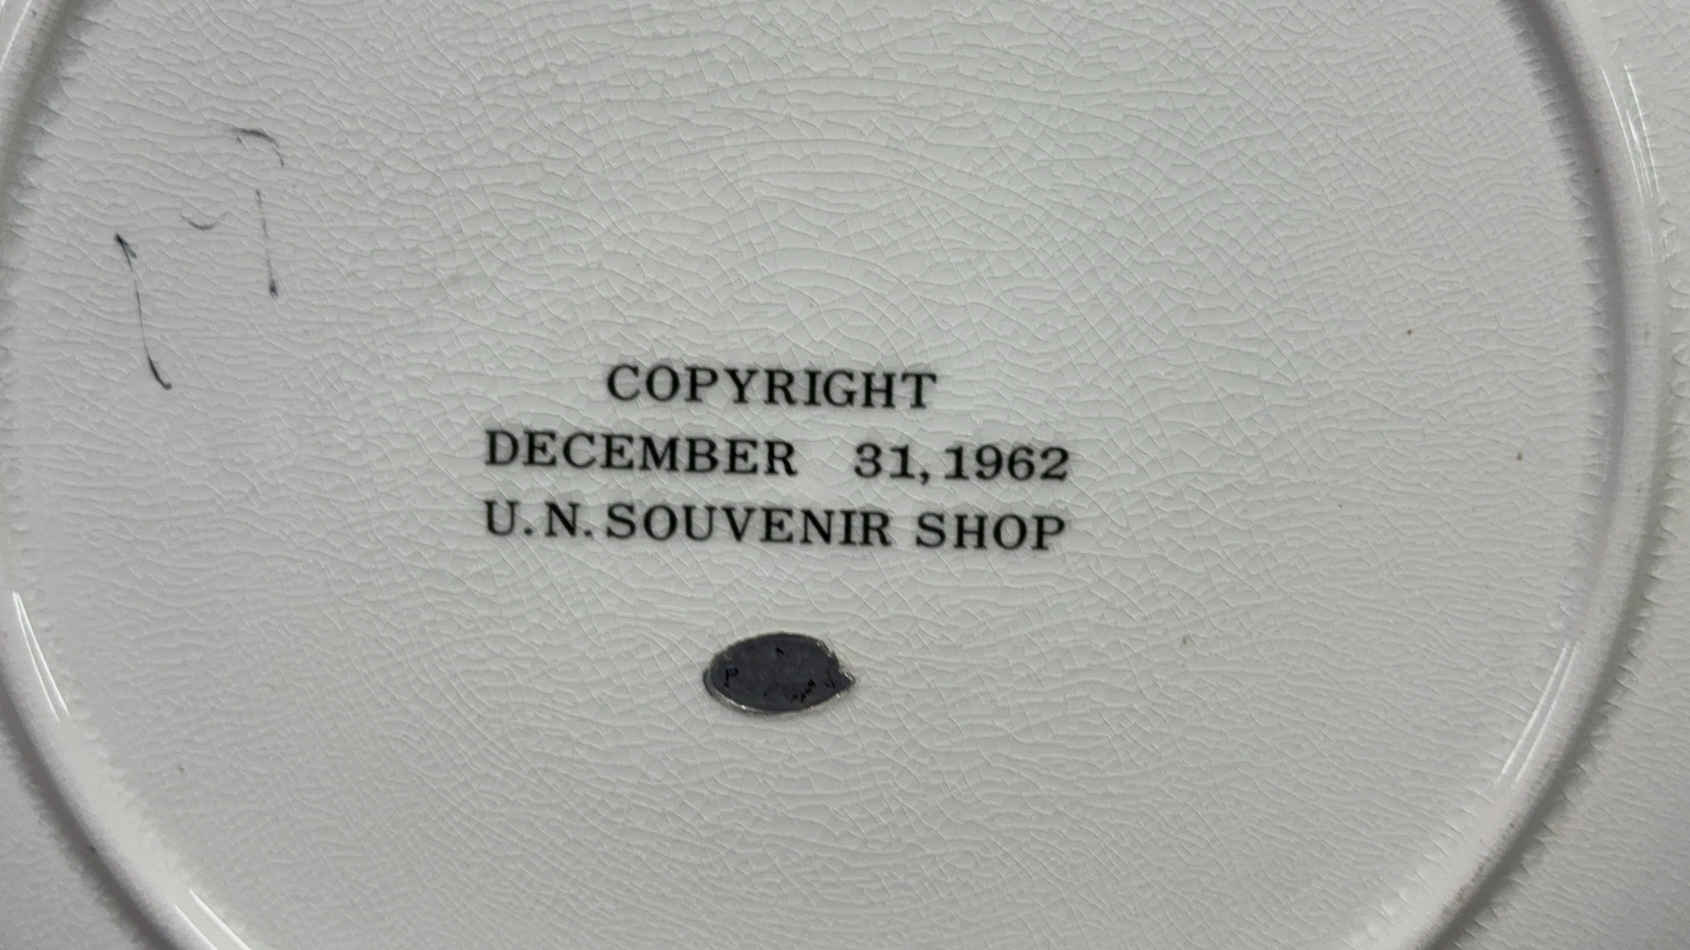 COPYRIGHT
DECEMBER 31, 1962
U.N. SOUVENIR SHOP